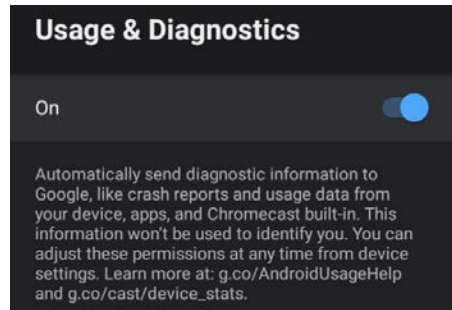 Usage & Diagnostics
On
Automatically send diagnostic information to
Google, like crash reports and usage data from
your device, apps, and Chromecast built-in. This
information won't be used to identify you. You can
adjust these permissions at any time from device
settings. Learn more at: g.co/AndroidUsageHelp
and g.co/cast/device_stats.